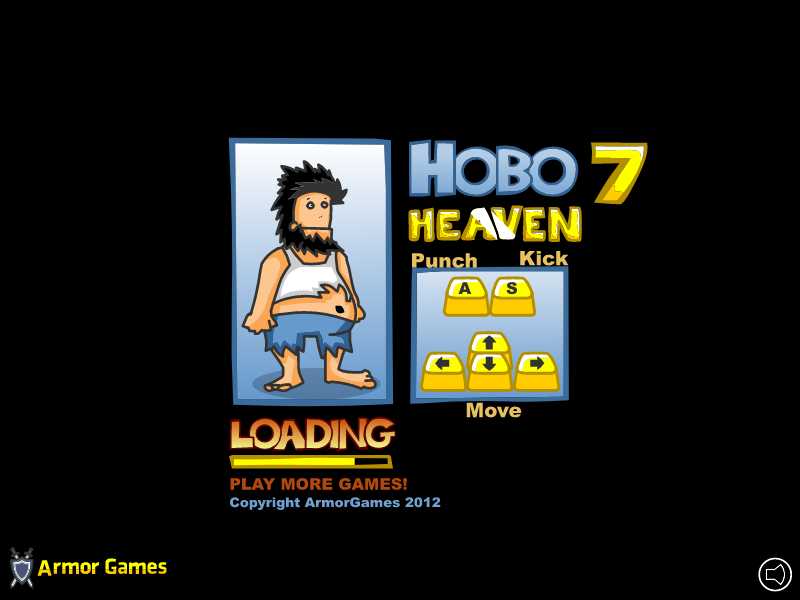 HOBO 7
HEAVEN
Punch Kick
A S
Move
LOADING
PLAY MORE GAMES!
Copyright ArmorGames 2012
Armor Games